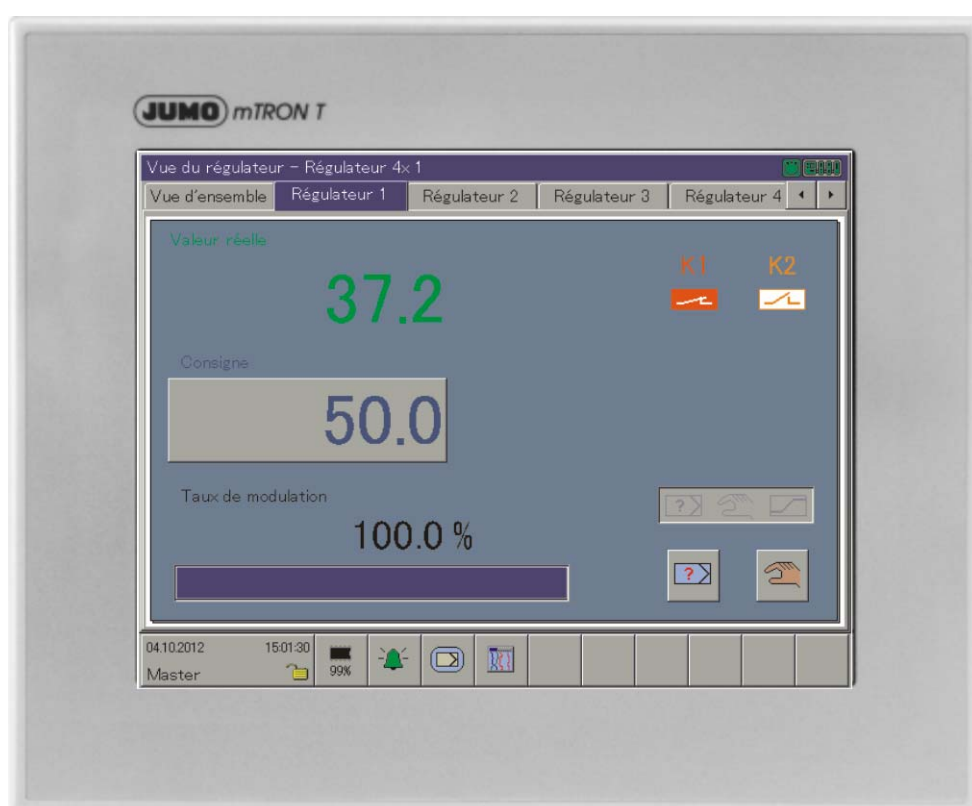 JUMO mTRON T
Vue du régulateur - Régulateur 4x 1
Vue d'ensemble Régulateur 1 Régulateur 2 Régulateur 3 Régulateur 4
Valeur réelle
K1 K2
37.2
Consigne
50.0
Taux de modulation
?
100.0 %
?
04.10.2012 15:01:30
99%
Master